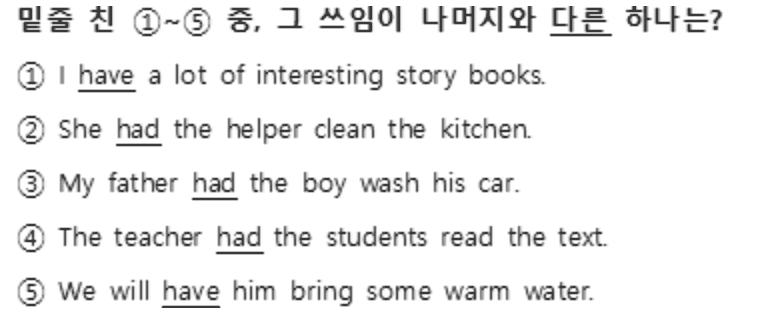 밑줄 친 ①~⑤ 중, 그 쓰임이 나머지와 다른 하나는?
① I have a lot of interesting story books.
② She had the helper clean the kitchen.
③ My father had the boy wash his car.
④ The teacher had the students read the text.
⑤ We will have him bring some warm water.